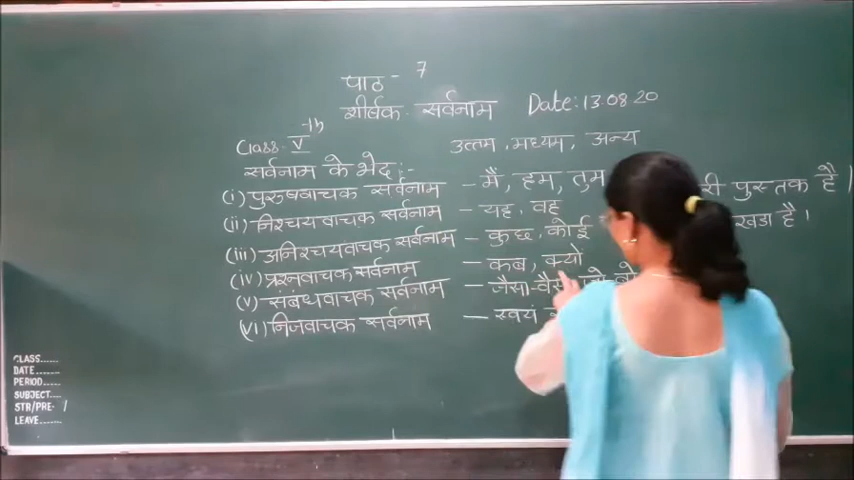 पाठ - 7
शीर्षक - सर्वनाम Date: 13.08.20
Class - V th
उत्तम, मध्यम, अन्य
सर्वनाम के भेद :-
(i) पुरुषवाचक सर्वनाम - मैं, हम, तुम पुस्तक है।
(ii) निश्चयवाचक सर्वनाम - यह, वह खडा है।
(iii) अनिश्चयवाचक सर्वनाम - कुछ, कोई
(iv) प्रश्नवाचक सर्वनाम - कब, क्यों
(v) संबंधवाचक सर्वनाम - जैसा-वैसा
(vi) निजवाचक सर्वनाम - स्वयं
CLASS......
DATE.......
PERIOD.....
SUBJECT....
STR/PRE- /
LEAVE......